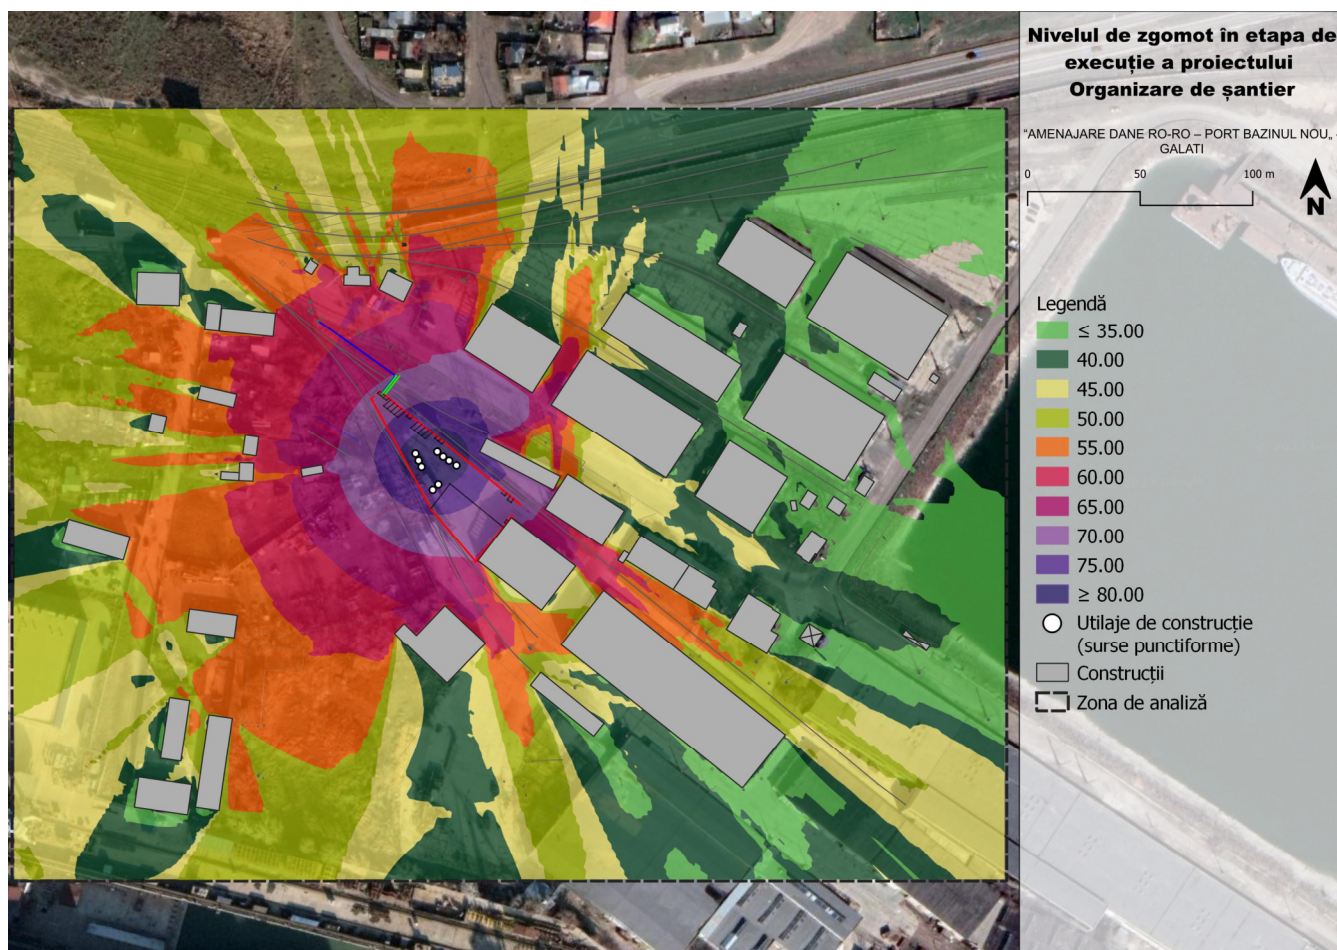 Nivelul de zgomot în etapa de
execuție a proiectului
Organizare de șantier
"AMENAJARE DANE RO-RO – PORT BAZINUL NOU„ -
GALATI
0 50 100 m
N
Legendă
≤ 35.00
40.00
45.00
50.00
55.00
60.00
65.00
70.00
75.00
≥ 80.00
Utilaje de construcție
(surse punctiforme)
Construcții
Zona de analiză